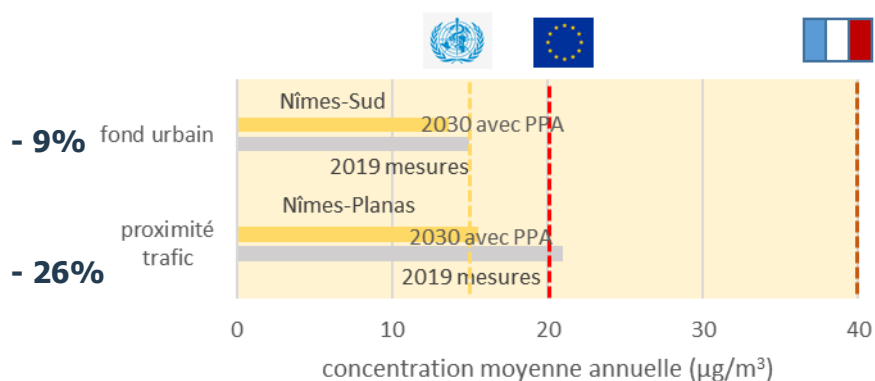 Nîmes-Sud
- 9% fond urbain
2030 avec PPA
2019 mesures
Nîmes-Planas
proximité
trafic
2030 avec PPA
- 26%
2019 mesures
0 10 20 30 40
concentration moyenne annuelle (µg/m³)